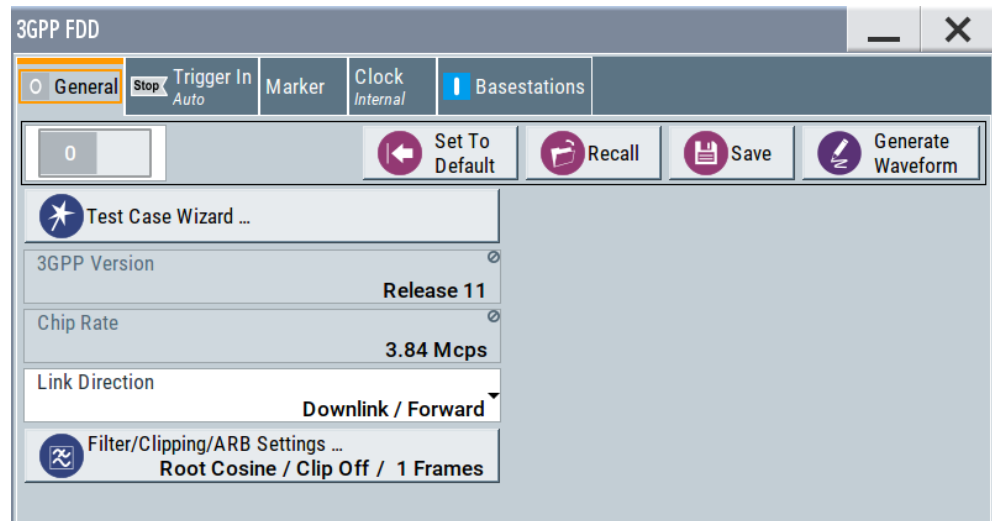 3GPP FDD
0 General
Stop Trigger In
Auto
Marker
Clock
Internal
I Basestations
0
Set To
Default
Recall
Save
Generate
Waveform
Test Case Wizard ...
3GPP Version
Release 11
Chip Rate
3.84 Mcps
Link Direction
Downlink / Forward
Filter/Clipping/ARB Settings ...
Root Cosine / Clip Off / 1 Frames